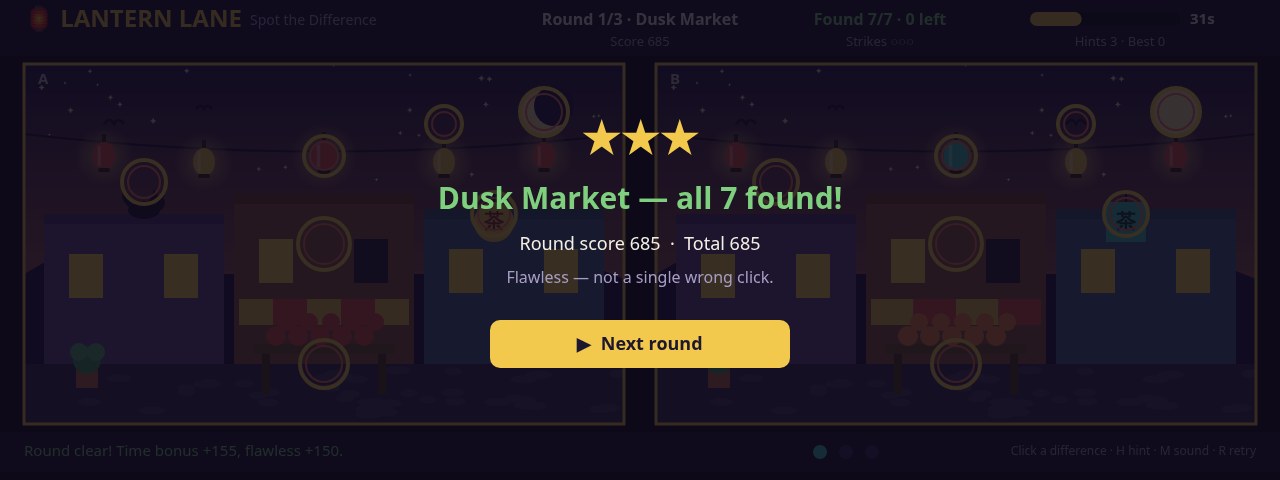 LANTERN LANE Spot the Difference
Round 1/3 · Dusk Market
Score 685
Found 7/7 · 0 left
Strikes ○○○
31s
Hints 3 · Best 0
A
B
茶
茶
★★★
Dusk Market — all 7 found!
Round score 685 · Total 685
Flawless — not a single wrong click.
▶ Next round
Round clear! Time bonus +155, flawless +150.
Click a difference · H hint · M sound · R retry